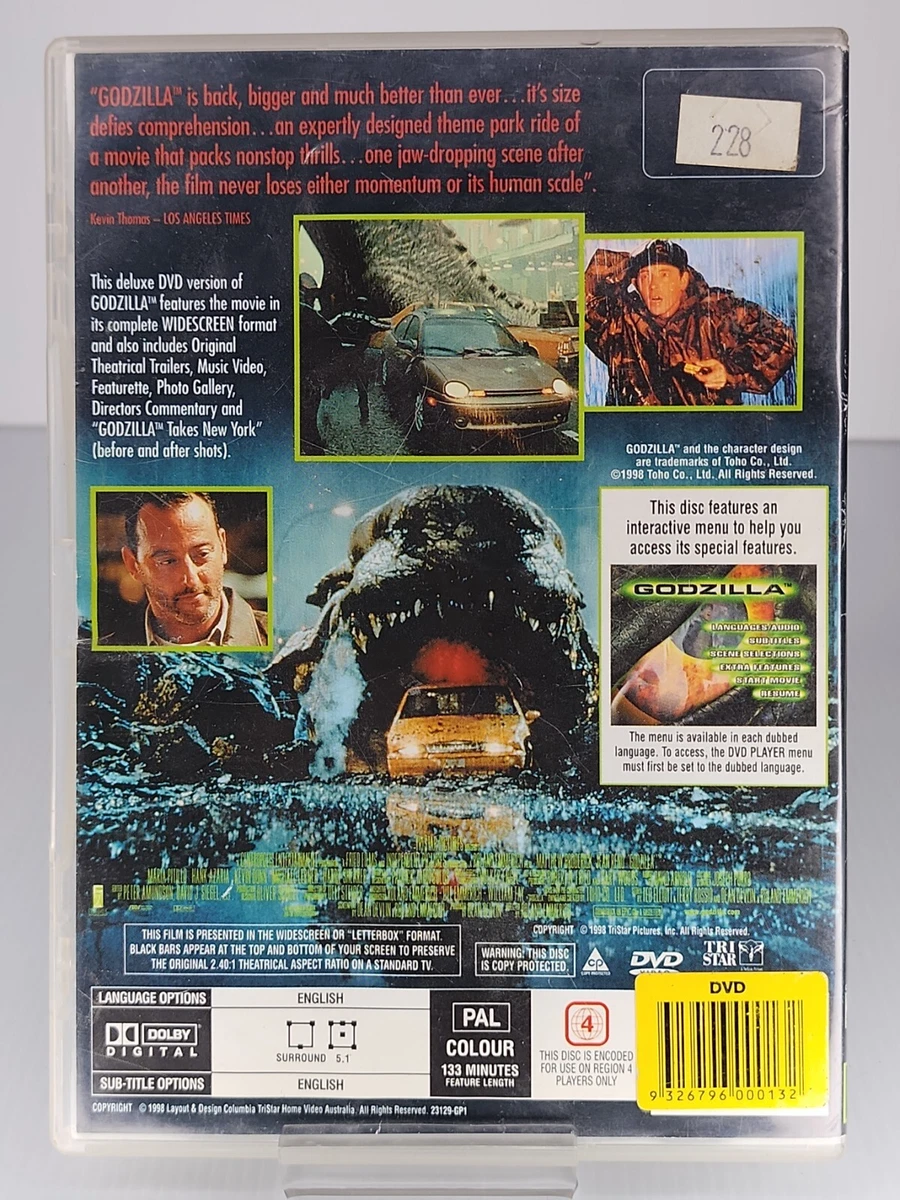 “GODZILLA™ is back, bigger and much better than ever...it's size
defies comprehension...an expertly designed theme park ride of
a movie that packs nonstop thrills...one jaw-dropping scene after
another, the film never loses either momentum or its human scale”.
Kevin Thomas – LOS ANGELES TIMES
228
This deluxe DVD version of
GODZILLA™ features the movie in
its complete WIDESCREEN format
and also includes Original
Theatrical Trailers, Music Video,
Featurette, Photo Gallery,
Directors Commentary and
“GODZILLA™ Takes New York”
(before and after shots).
GODZILLA™ and the character design
are trademarks of Toho Co., Ltd.
©1998 Toho Co., Ltd. All Rights Reserved.
This disc features an
interactive menu to help you
access its special features.
GODZILLA™
LANGUAGES/AUDIO
SUBTITLES
SCENE SELECTIONS
EXTRA FEATURES
START MOVIE
RESUME
The menu is available in each dubbed
language. To access, the DVD PLAYER menu
must first be set to the dubbed language.
HANK AZARIA
PETER AMUNDSON DAVID J. SIEGEL
COPYRIGHT © 1998 TriStar Pictures, Inc. All Rights Reserved.
THIS FILM IS PRESENTED IN THE WIDESCREEN OR “LETTERBOX” FORMAT.
BLACK BARS APPEAR AT THE TOP AND BOTTOM OF YOUR SCREEN TO PRESERVE
THE ORIGINAL 2.40:1 THEATRICAL ASPECT RATIO ON A STANDARD TV.
WARNING: THIS DISC
IS COPY PROTECTED.
CP
COPY PROTECTED
DVD
VIDEO
TRI
STAR
LANGUAGE OPTIONS
ENGLISH
DOLBY
DIGITAL
SURROUND 5.1
SUB-TITLE OPTIONS
ENGLISH
PAL
COLOUR
133 MINUTES
FEATURE LENGTH
4
THIS DISC IS ENCODED
FOR USE ON REGION 4
PLAYERS ONLY
DVD
9 326796 000132
COPYRIGHT © 1998 Layout & Design Columbia TriStar Home Video Australia. All Rights Reserved. 23129-GP1